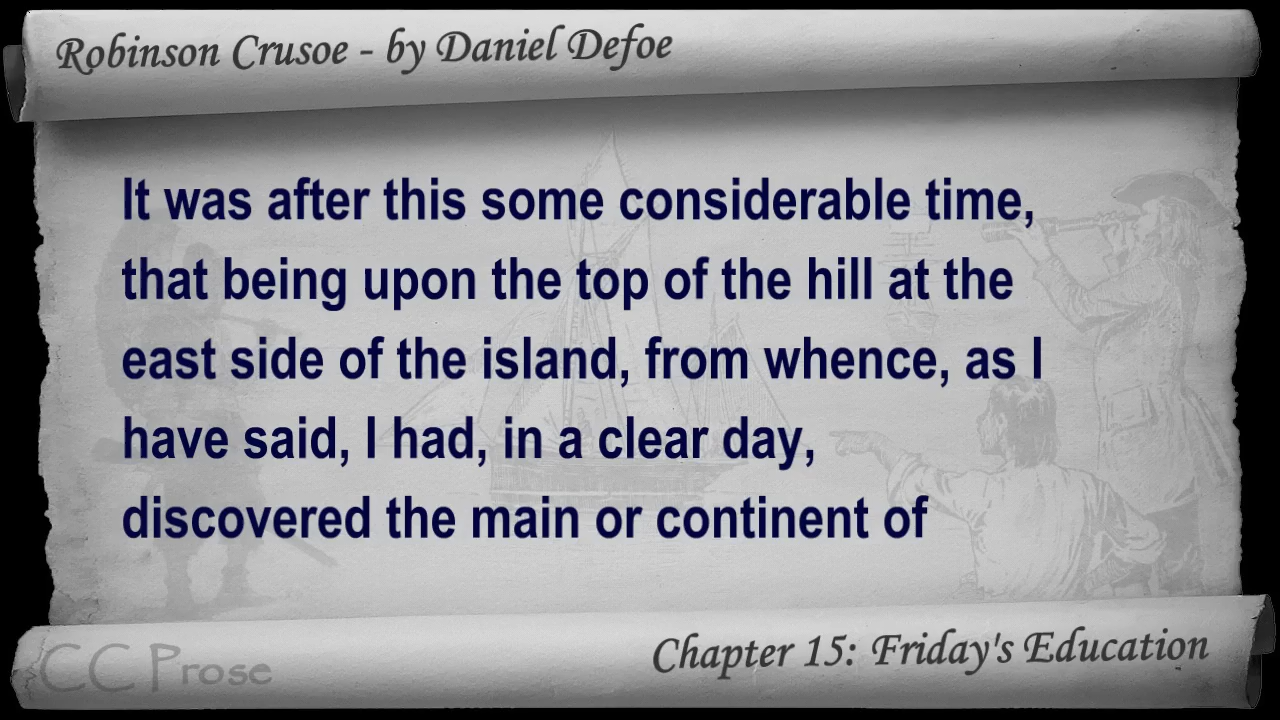 Robinson Crusoe - by Daniel Defoe
It was after this some considerable time,
that being upon the top of the hill at the
east side of the island, from whence, as I
have said, I had, in a clear day,
discovered the main or continent of
CC Prose
Chapter 15: Friday's Education